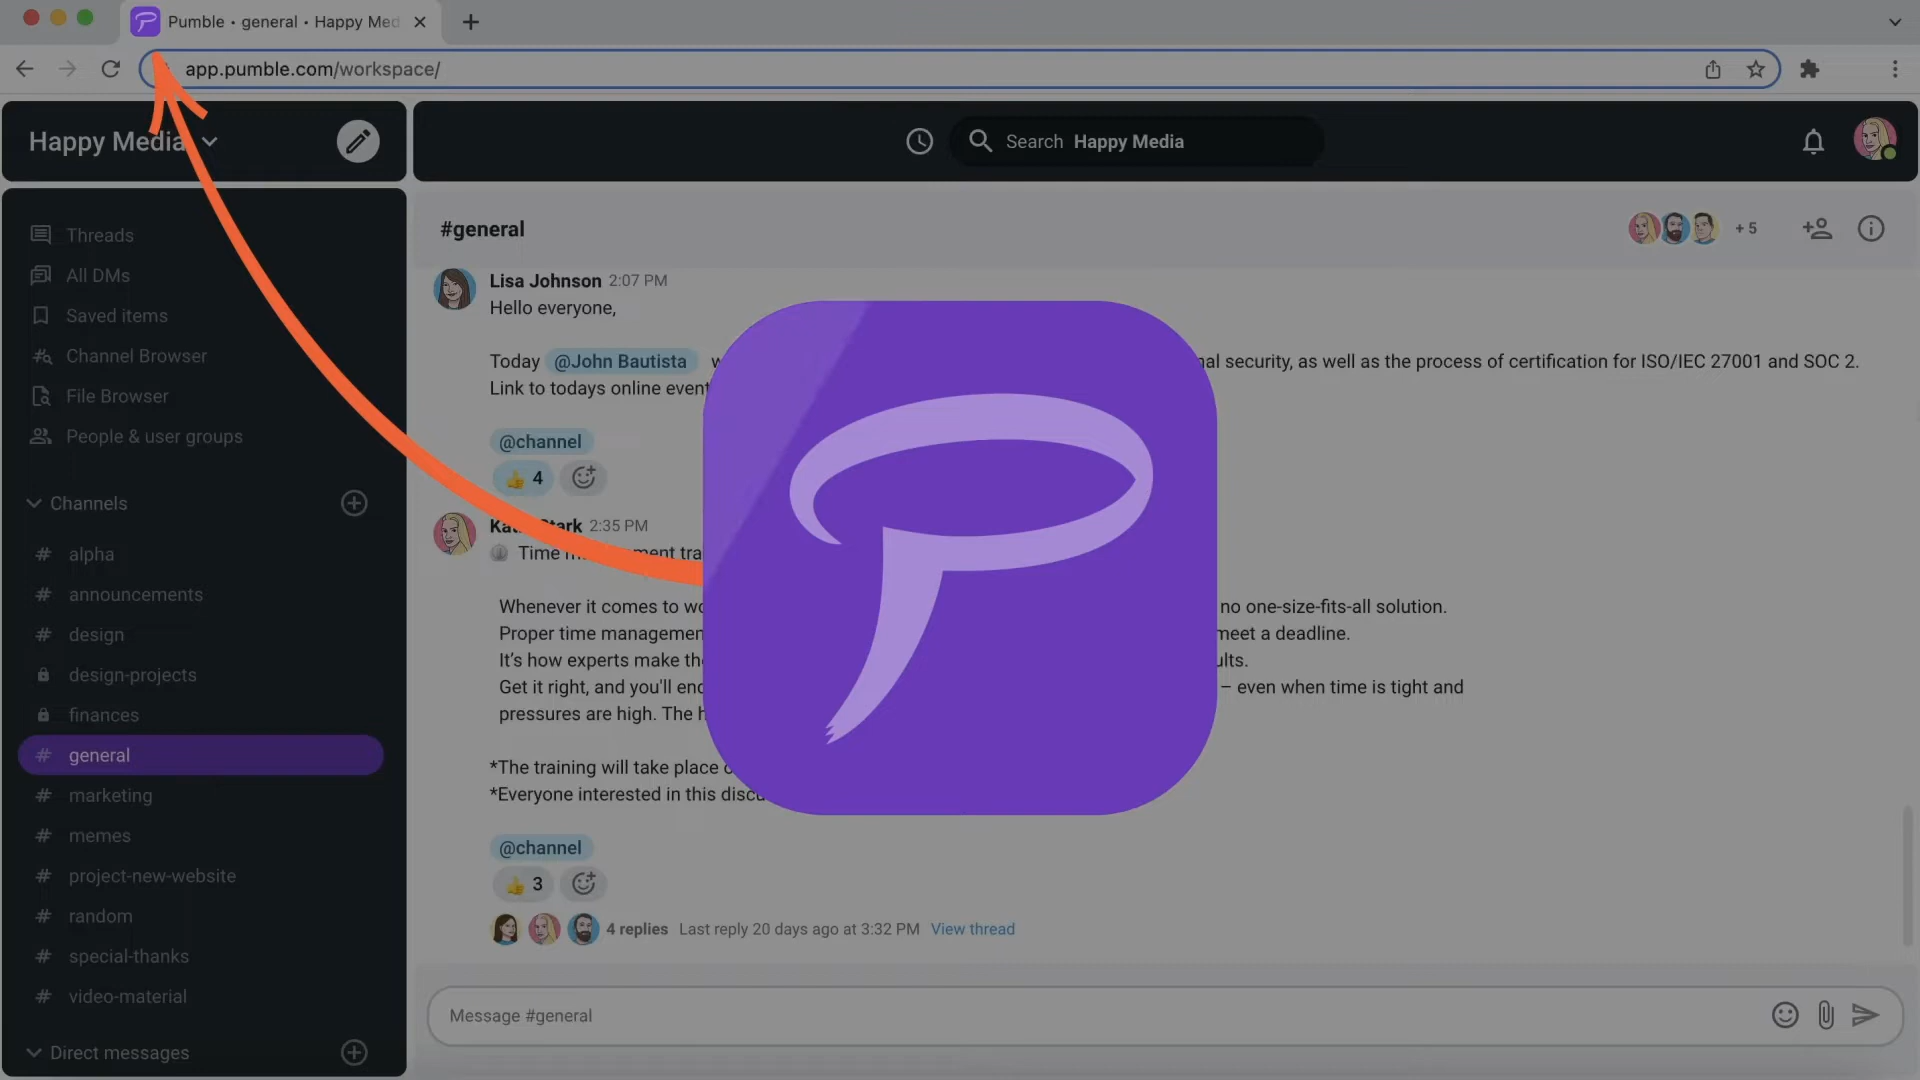 Pumble • general • Happy Med
app.pumble.com/workspace/
Happy Media
Search Happy Media
Threads
All DMs
Saved items
Channel Browser
File Browser
People & user groups
Channels
alpha
announcements
design
design-projects
finances
general
marketing
memes
project-new-website
random
special-thanks
video-material
Direct messages
#general
+ 5
Lisa Johnson 2:07 PM
Hello everyone,
Today @John Bautista security, as well as the process of certification for ISO/IEC 27001 and SOC 2.
Link to todays online event
@channel
4
2:35 PM
Time
Whenever it comes to no one-size-fits-all solution.
Proper time meet a deadline.
It’s how experts make
Get it right, and you'll – even when time is tight and
pressures are high. The
*The training will take place
*Everyone interested in this
@channel
3
4 replies Last reply 20 days ago at 3:32 PM View thread
Message #general